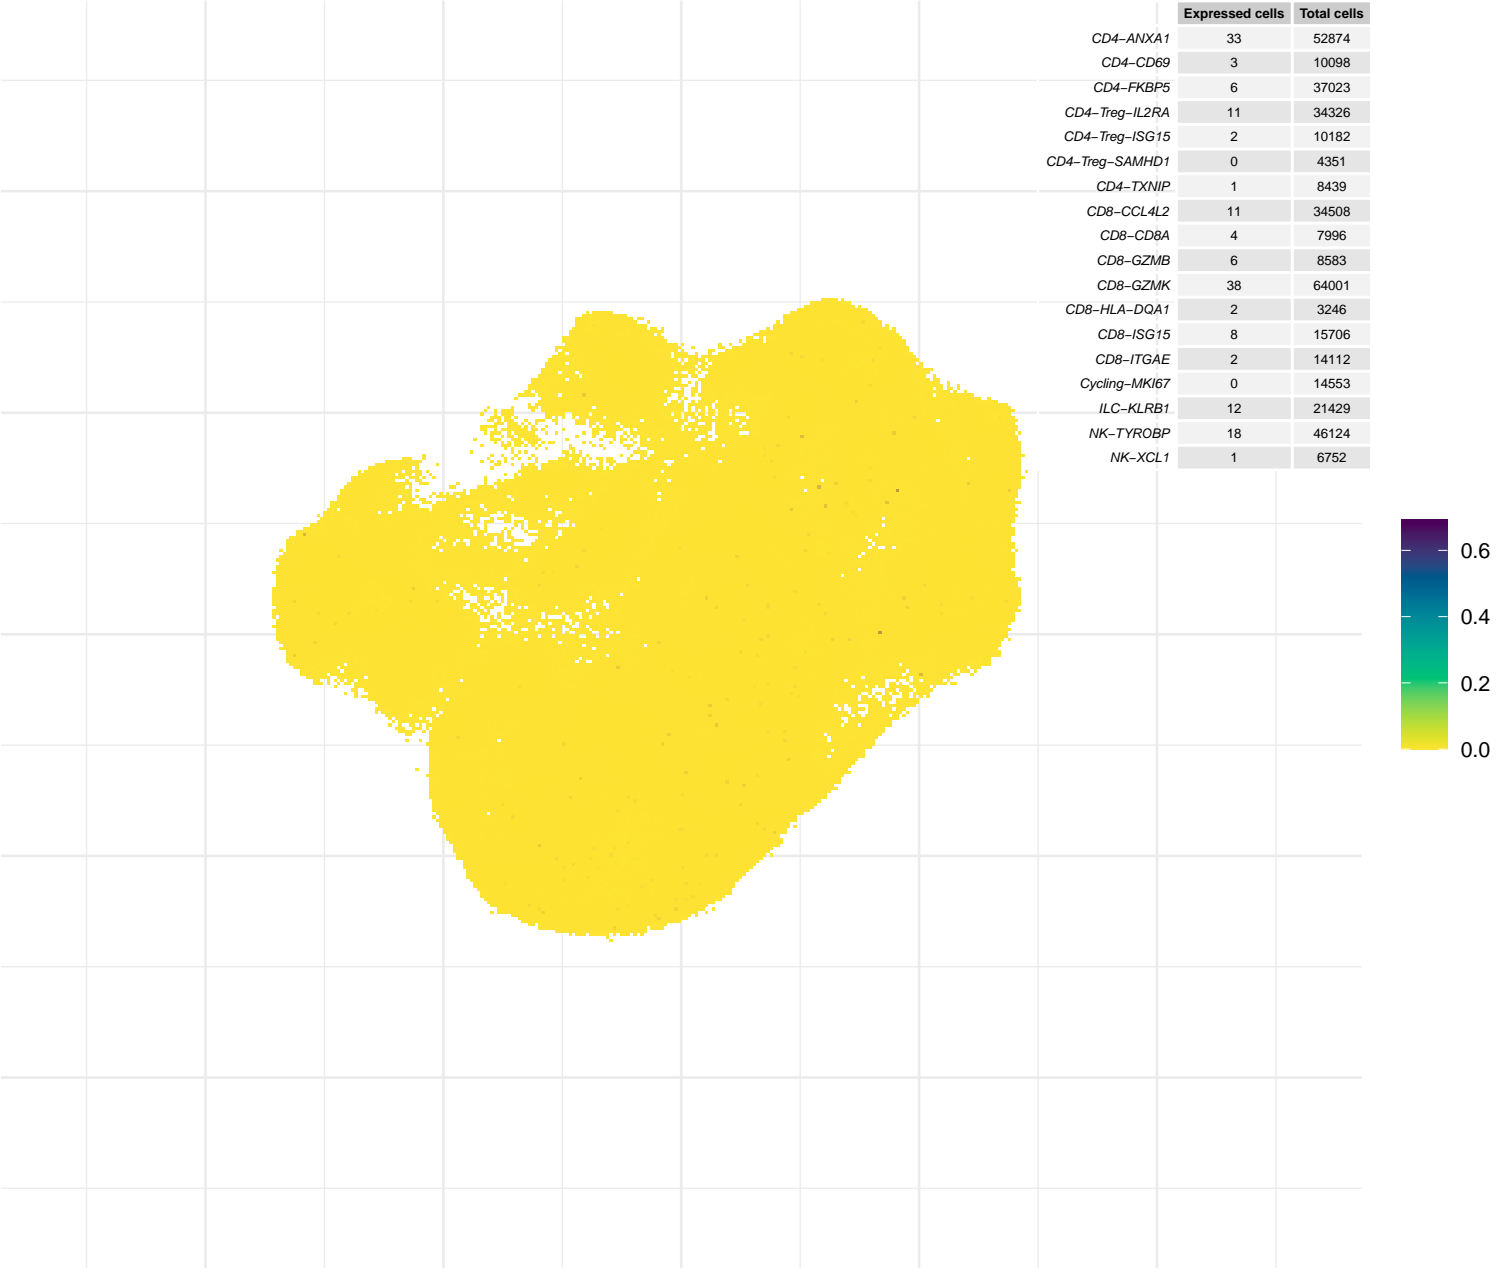 Expressed cells Total cells
CD4−ANXA1 33 52874
CD4−CD69 3 10098
CD4−FKBP5 6 37023
CD4−Treg−IL2RA 11 34326
CD4−Treg−ISG15 2 10182
CD4−Treg−SAMHD1 0 4351
CD4−TXNIP 1 8439
CD8−CCL4L2 11 34508
CD8−CD8A 4 7996
CD8−GZMB 6 8583
CD8−GZMK 38 64001
CD8−HLA−DQA1 2 3246
CD8−ISG15 8 15706
CD8−ITGAE 2 14112
Cycling−MKI67 0 14553
ILC−KLRB1 12 21429
NK−TYROBP 18 46124
NK−XCL1 1 6752
0.6
0.4
0.2
0.0